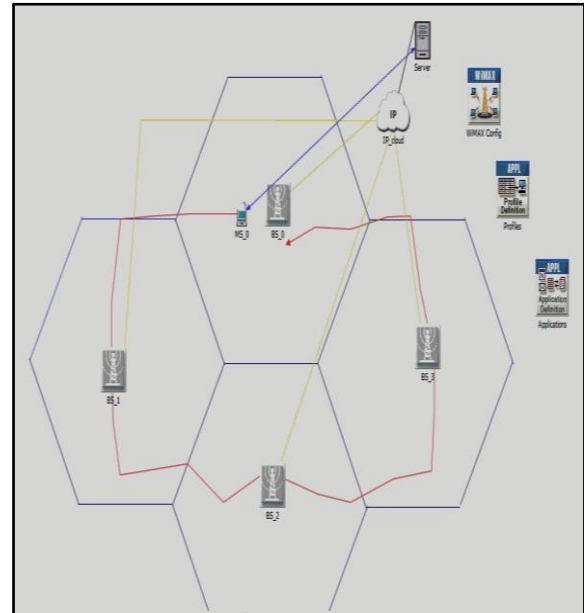 Server
WiMAX
WiMAX Config
IP
IP_cloud
APPL
Profile
Definition
Profiles
MS_0
BS_0
APPL
Application
Definition
Applications
BS_1
BS_3
BS_2